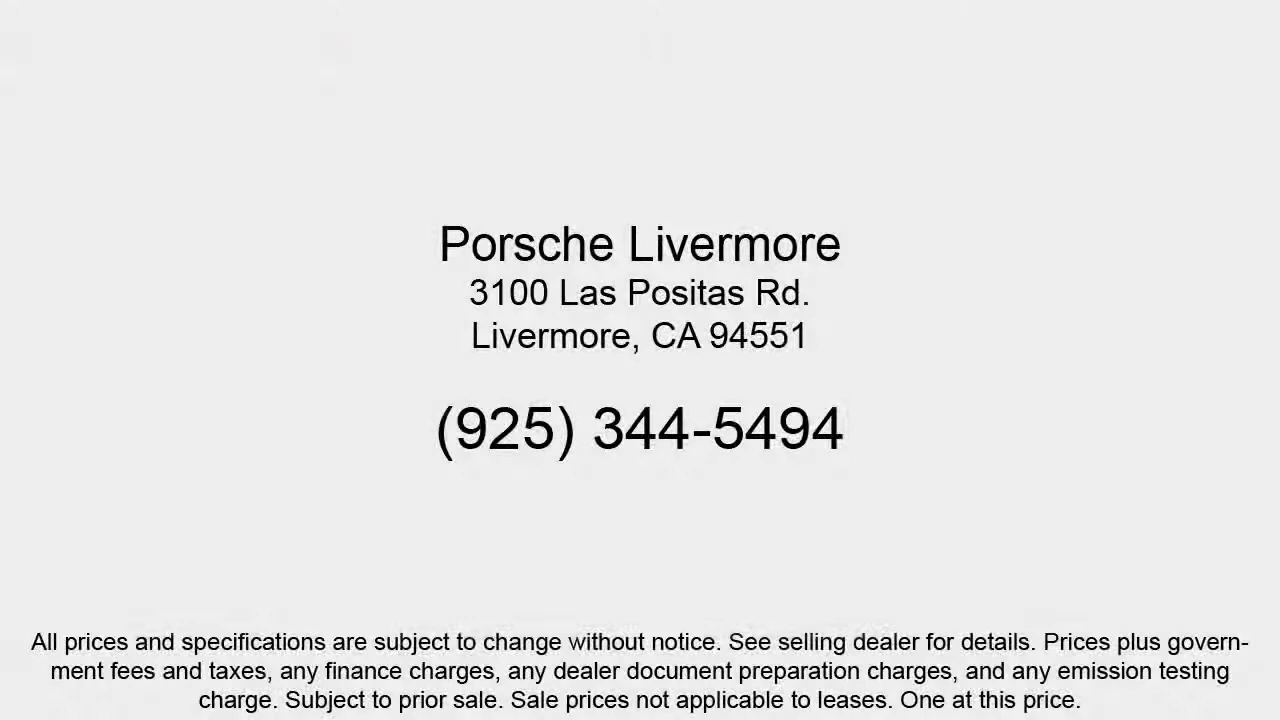 Porsche Livermore
3100 Las Positas Rd.
Livermore, CA 94551
(925) 344-5494
All prices and specifications are subject to change without notice. See selling dealer for details. Prices plus govern-
ment fees and taxes, any finance charges, any dealer document preparation charges, and any emission testing
charge. Subject to prior sale. Sale prices not applicable to leases. One at this price.